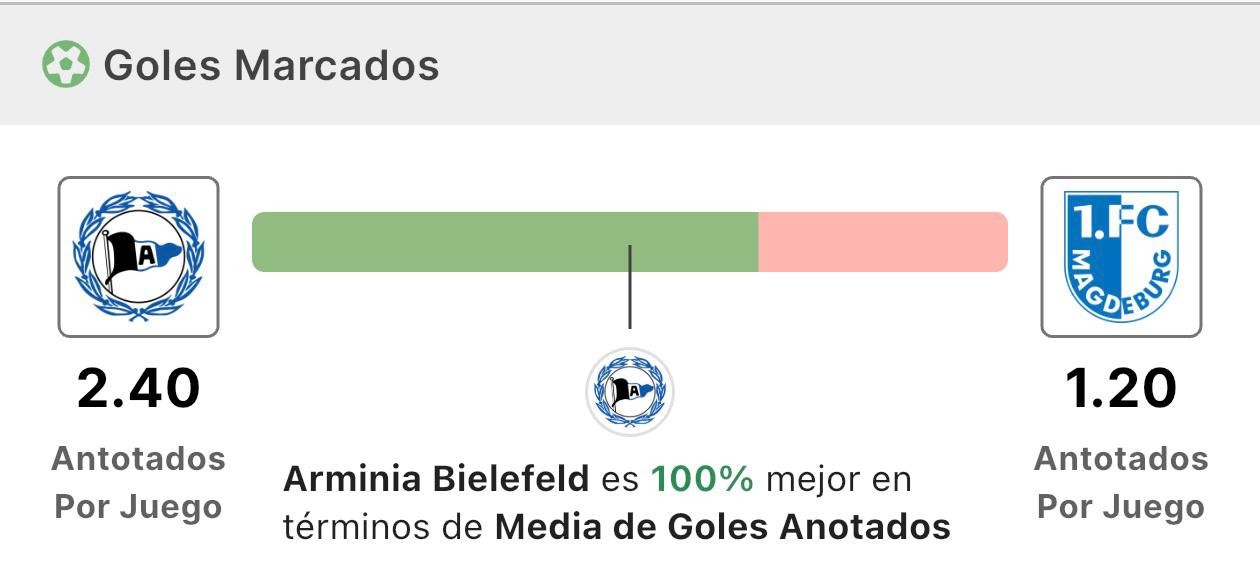 Goles Marcados
A
1.FC
MAGDEBURG
2.40
1.20
Antotados
Por Juego
A
Arminia Bielefeld es 100% mejor en
términos de Media de Goles Anotados
Antotados
Por Juego